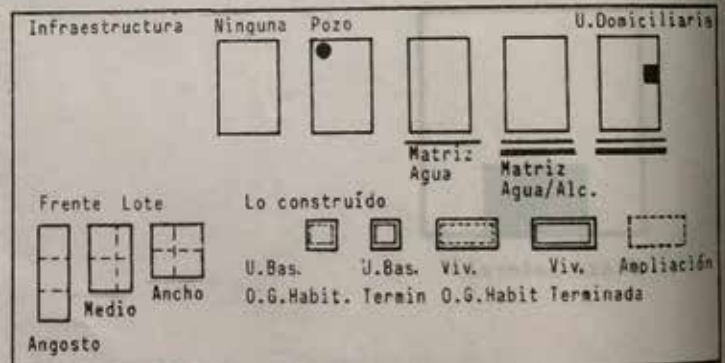 Infraestructura Ninguna Pozo U.Domiciliaria
Matriz
Agua
Matriz
Agua/Alc.
Frente Lote
Angosto
Medio
Ancho
Lo construído
U.Bas. U.Bas. Viv. Viv. Ampliación
O.G.Habit. Termin O.G.Habit Terminada